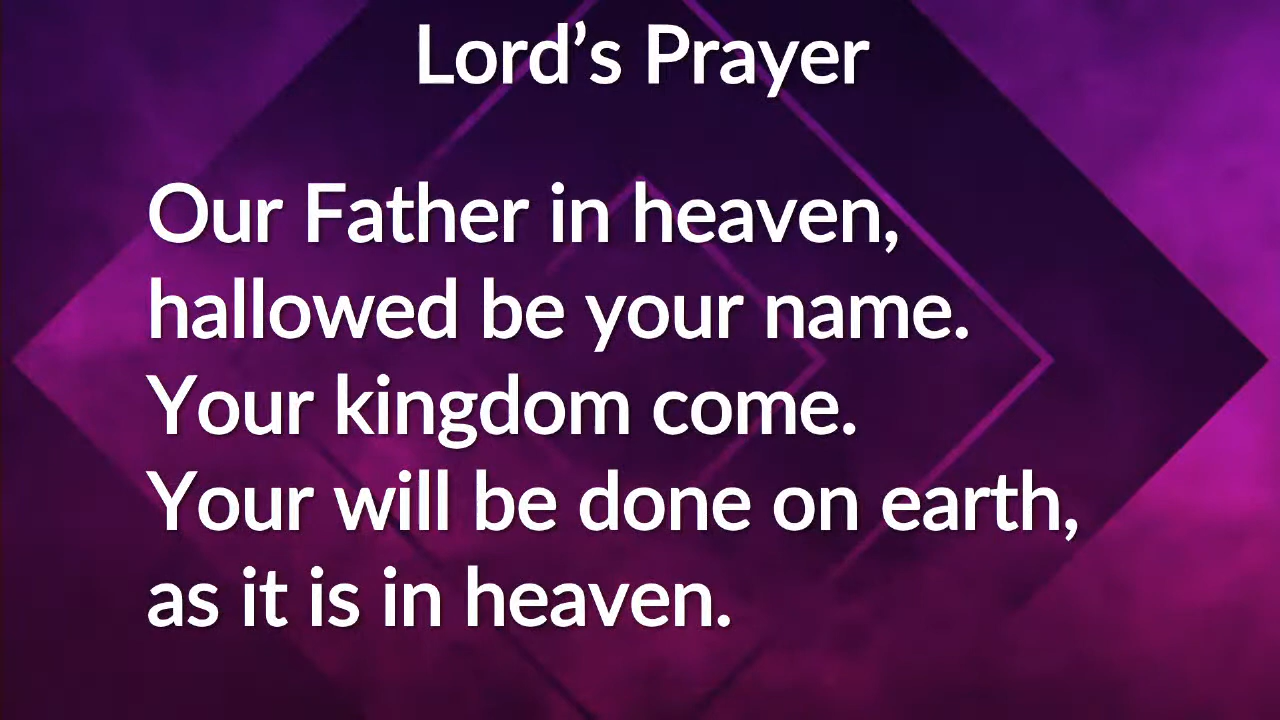 Lord’s Prayer
Our Father in heaven,
hallowed be your name.
Your kingdom come.
Your will be done on earth,
as it is in heaven.